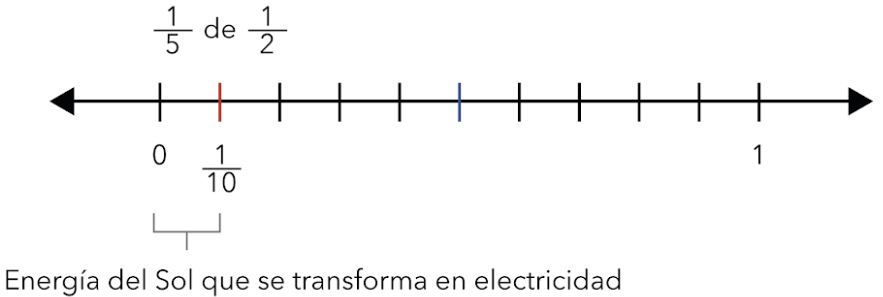 1/5 de 1/2
0 1/10 1
Energía del Sol que se transforma en electricidad